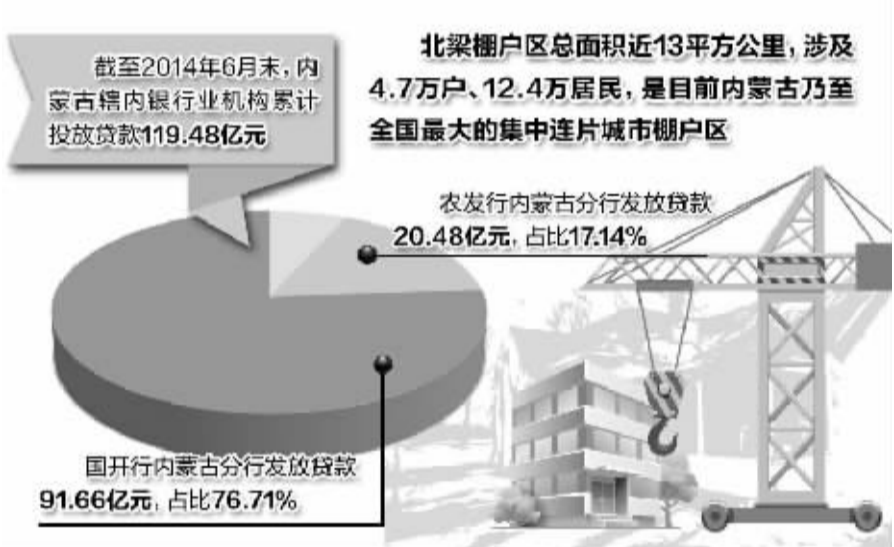 截至2014年6月末，内
蒙古辖内银行业机构累计
投放贷款119.48亿元
北梁棚户区总面积近13平方公里，涉及
4.7万户、12.4万居民，是目前内蒙古乃至
全国最大的集中连片城市棚户区
农发行内蒙古分行发放贷款
20.48亿元，占比17.14%
国开行内蒙古分行发放贷款
91.66亿元，占比76.71%